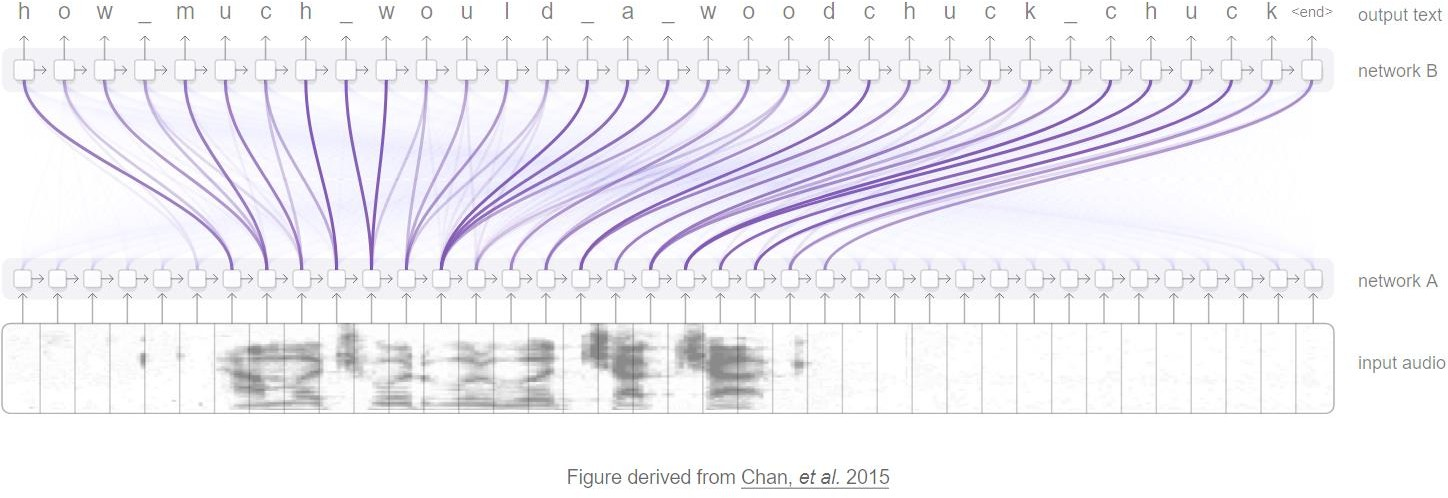 h o w _ m u c h _ w o u l d _ a _ w o o d c h u c k _ c h u c k <end> output text
network B
network A
input audio
Figure derived from Chan, et al. 2015